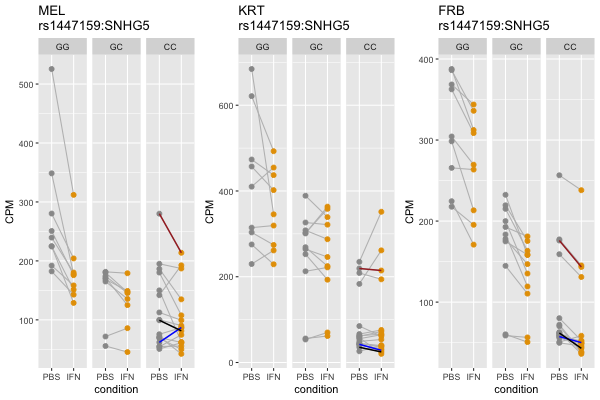 MEL
rs1447159:SNHG5
GG GC CC
500
400
300
200
100
CPM
PBS IFN PBS IFN PBS IFN
condition
KRT
rs1447159:SNHG5
GG GC CC
600
400
200
0
CPM
PBS IFN PBS IFN PBS IFN
condition
FRB
rs1447159:SNHG5
GG GC CC
400
300
200
100
CPM
PBS IFN PBS IFN PBS IFN
condition